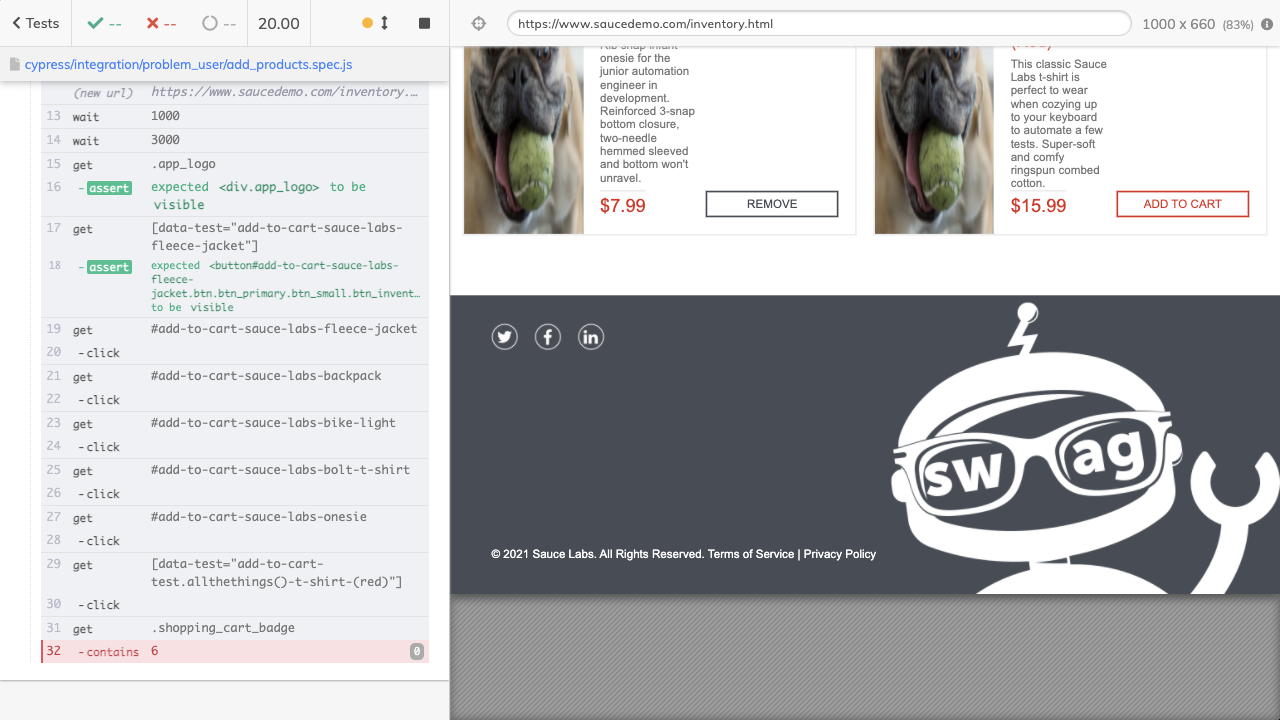 Tests
--
--
--
20.00
https://www.saucedemo.com/inventory.html
1000 x 660 (83%)
cypress/integration/problem_user/add_products.spec.js
(new url) https://www.saucedemo.com/inventory.…
13 wait 1000
14 wait 3000
15 get .app_logo
16 -assert expected <div.app_logo> to be
visible
17 get [data-test="add-to-cart-sauce-labs-
fleece-jacket"]
18 -assert expected <button#add-to-cart-sauce-labs-
fleece-
jacket.btn.btn_primary.btn_small.btn_invent…
to be visible
19 get #add-to-cart-sauce-labs-fleece-jacket
20 -click
21 get #add-to-cart-sauce-labs-backpack
22 -click
23 get #add-to-cart-sauce-labs-bike-light
24 -click
25 get #add-to-cart-sauce-labs-bolt-t-shirt
26 -click
27 get #add-to-cart-sauce-labs-onesie
28 -click
29 get [data-test="add-to-cart-
test.allthethings()-t-shirt-(red)"]
30 -click
31 get .shopping_cart_badge
32 -contains 6 0
Rib snap infant
onesie for the
junior automation
engineer in
development.
Reinforced 3-snap
bottom closure,
two-needle
hemmed sleeved
and bottom won't
unravel.
$7.99
REMOVE
(Red)
This classic Sauce
Labs t-shirt is
perfect to wear
when cozying up
to your keyboard
to automate a few
tests. Super-soft
and comfy
ringspun combed
cotton.
$15.99
ADD TO CART
sw ag
© 2021 Sauce Labs. All Rights Reserved. Terms of Service | Privacy Policy